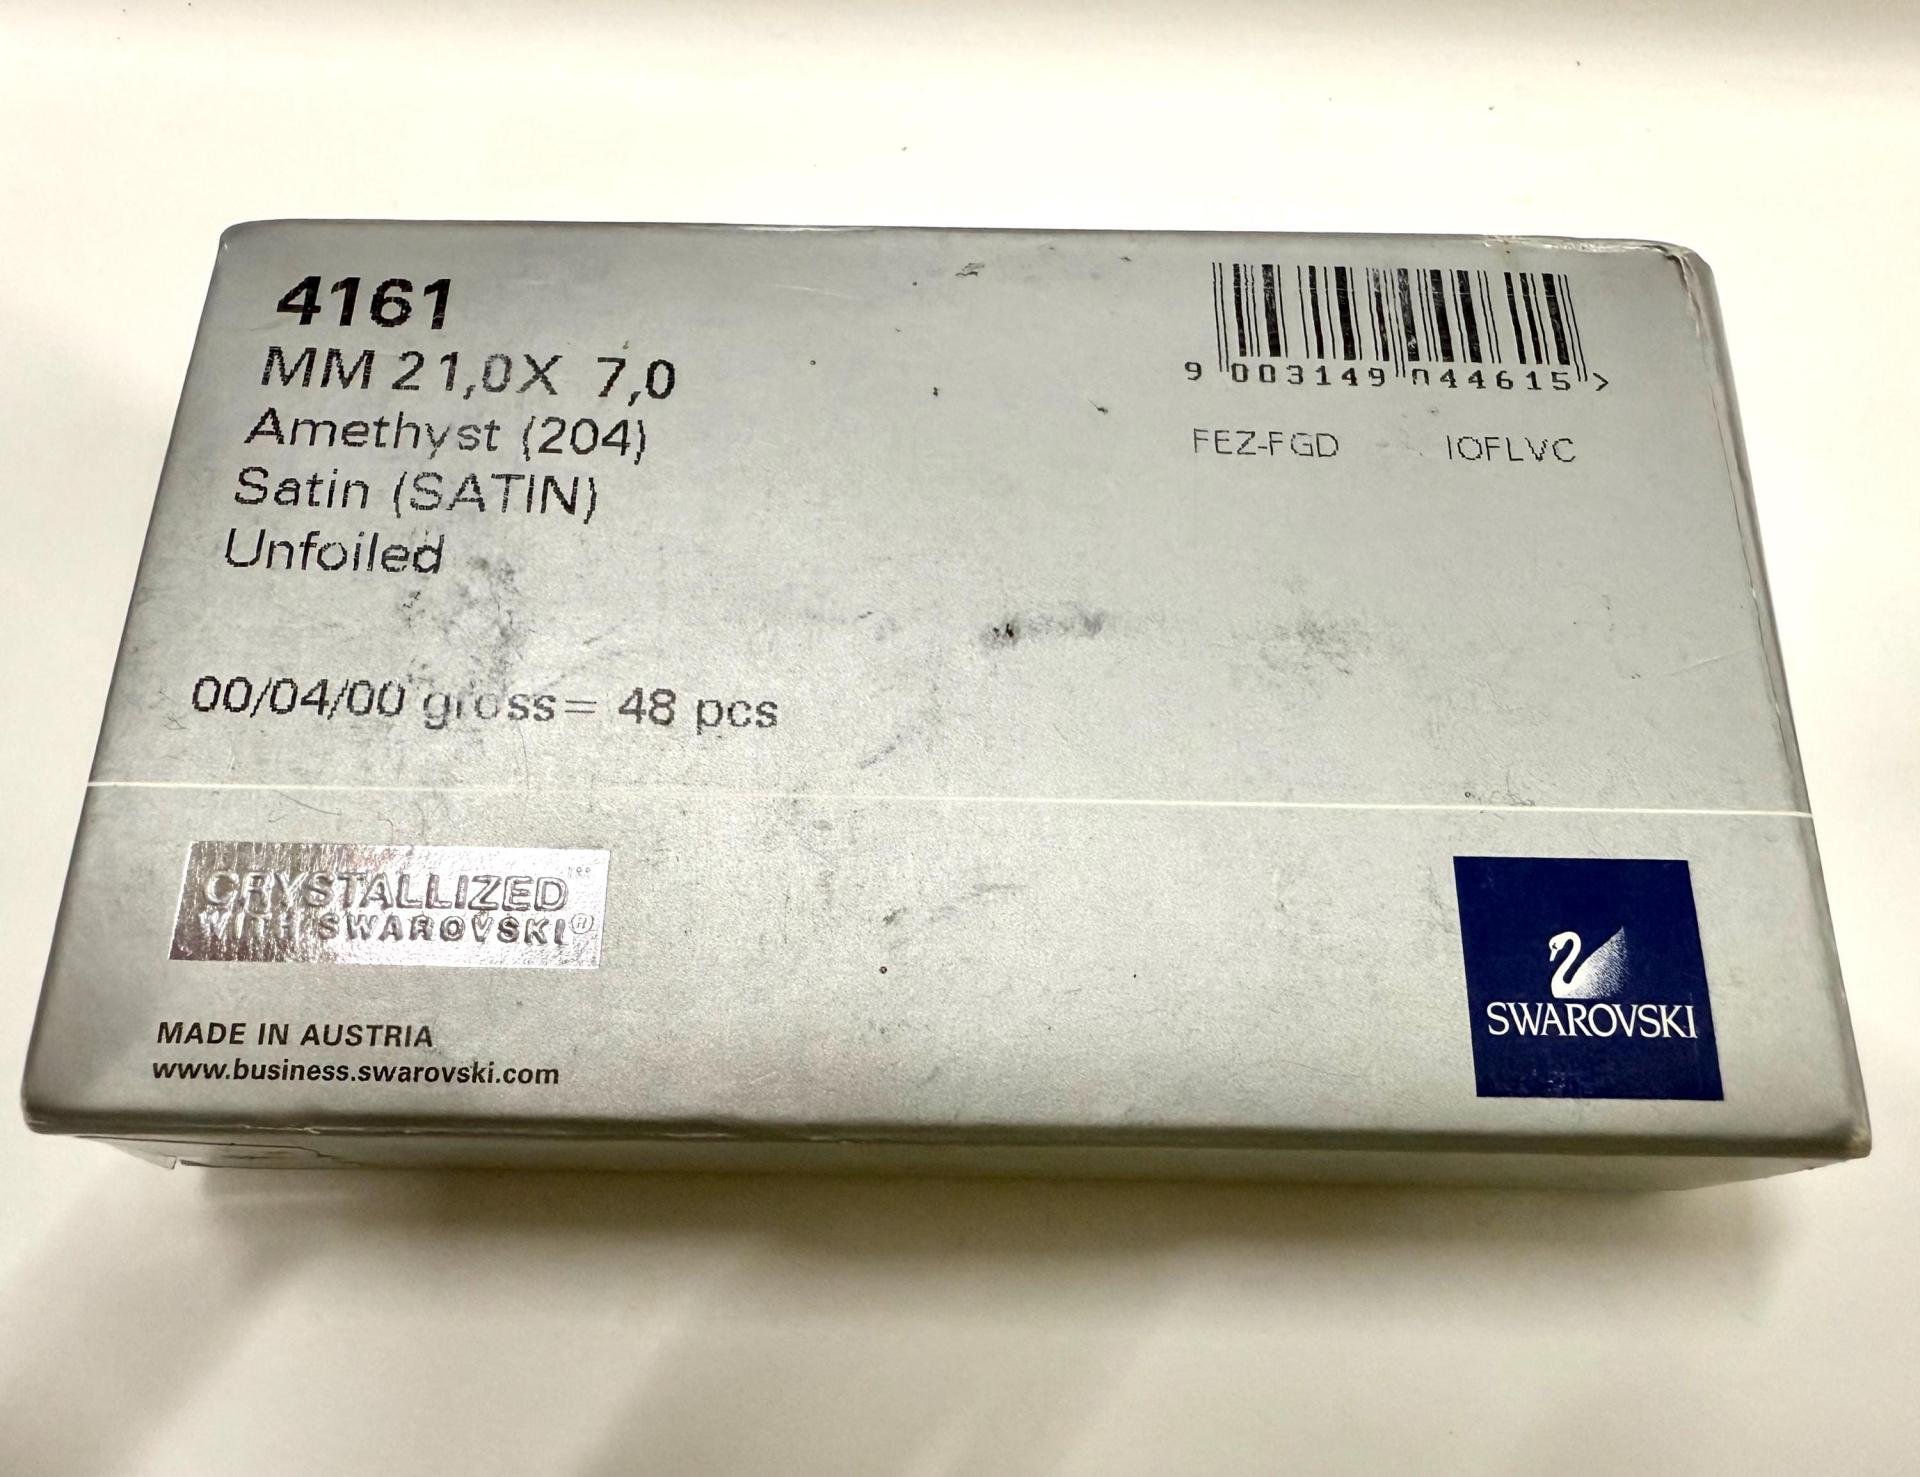 4161
MM 21,0X 7,0
Amethyst (204)
Satin (SATIN)
Unfoiled
00/04/00 gross= 48 pcs
9 003149 044615 >
FEZ-FGD IOFLVC
CRYSTALLIZED™
WITH SWAROVSKI®
MADE IN AUSTRIA
www.business.swarovski.com
SWAROVSKI